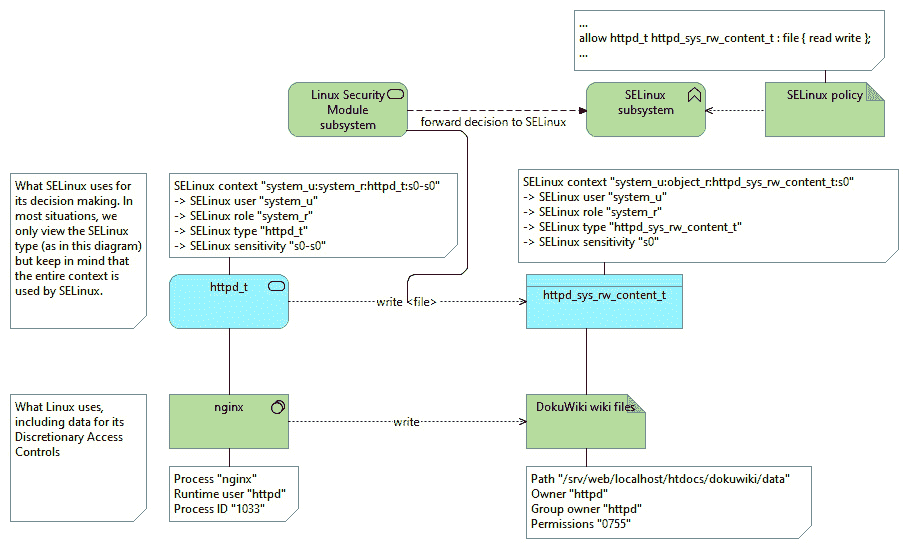 ...
allow httpd_t httpd_sys_rw_content_t : file { read write };
...
Linux Security
Module
subsystem
SELinux
subsystem
SELinux policy
forward decision to SELinux
What SELinux uses for
its decision making. In
most situations, we
only view the SELinux
type (as in this diagram)
but keep in mind that
the entire context is
used by SELinux.
SELinux context "system_u:system_r:httpd_t:s0-s0"
-> SELinux user "system_u"
-> SELinux role "system_r"
-> SELinux type "httpd_t"
-> SELinux sensitivity "s0-s0"
SELinux context "system_u:object_r:httpd_sys_rw_content_t:s0"
-> SELinux user "system_u"
-> SELinux role "system_r"
-> SELinux type "httpd_sys_rw_content_t"
-> SELinux sensitivity "s0"
httpd_t
write <file>
httpd_sys_rw_content_t
What Linux uses,
including data for its
Discretionary Access
Controls
nginx
write
DokuWiki wiki files
Process "nginx"
Runtime user "httpd"
Process ID "1033"
Path "/srv/web/localhost/htdocs/dokuwiki/data"
Owner "httpd"
Group owner "httpd"
Permissions "0755"